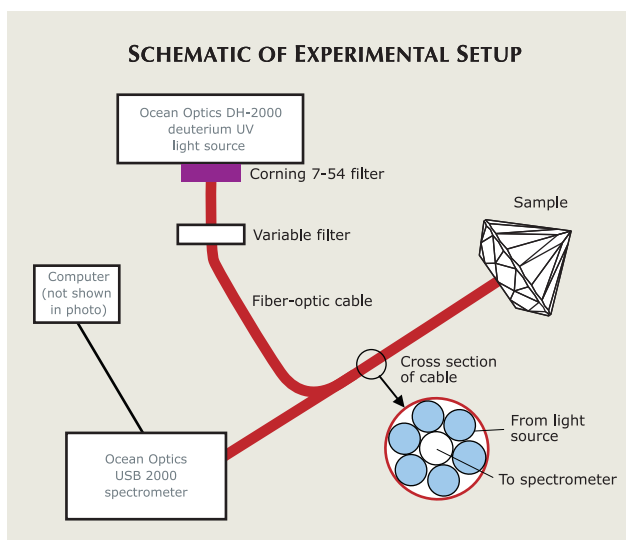 SCHEMATIC OF EXPERIMENTAL SETUP
Ocean Optics DH-2000
deuterium UV
light source
Corning 7-54 filter
Sample
Variable filter
Computer
(not shown
in photo)
Fiber-optic cable
Cross section
of cable
From light
source
Ocean Optics
USB 2000
spectrometer
To spectrometer